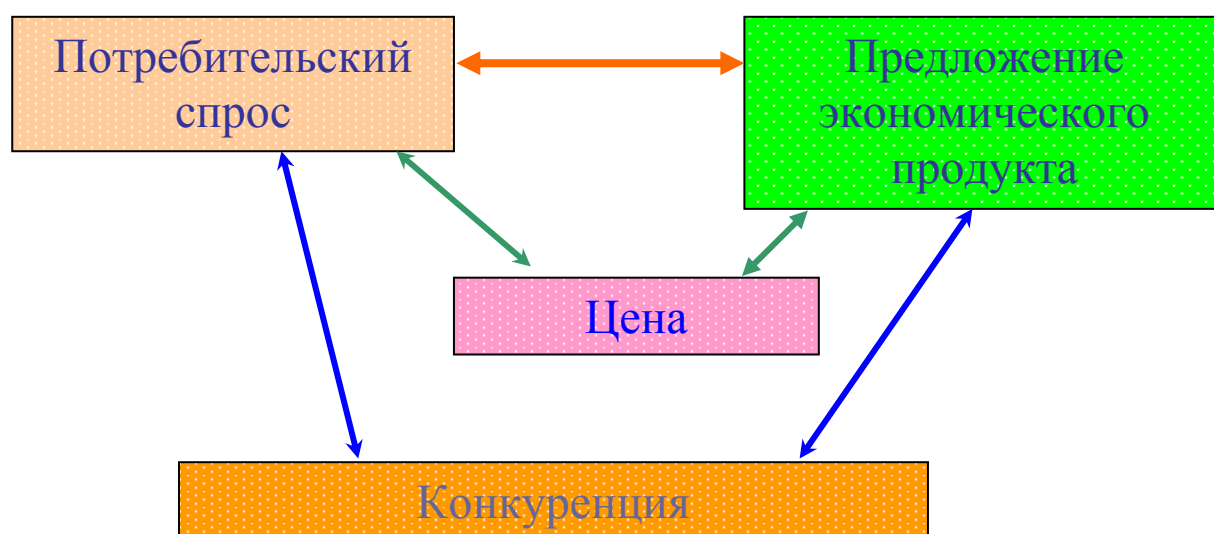 Потребительский
спрос
Предложение
экономического
продукта
Цена
Конкуренция